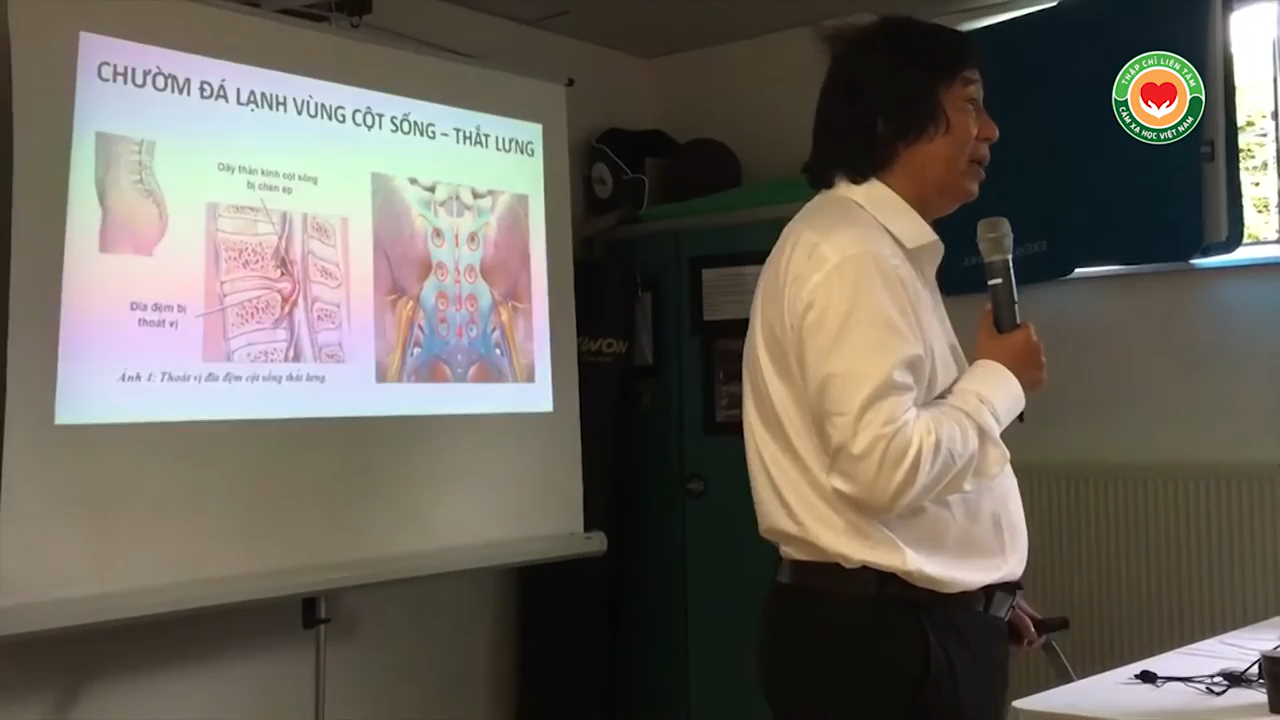 CHƯỜM ĐÁ LẠNH VÙNG CỘT SỐNG – THẮT LƯNG
Dây thần kinh cột sống
bị chèn ép
Đĩa đệm bị
thoát vị
Ảnh 1: Thoát vị đĩa đệm cột sống thắt lưng.
THẬP CHỈ LIÊN TÂM
CẢM XẠ HỌC VIỆT NAM
KWON